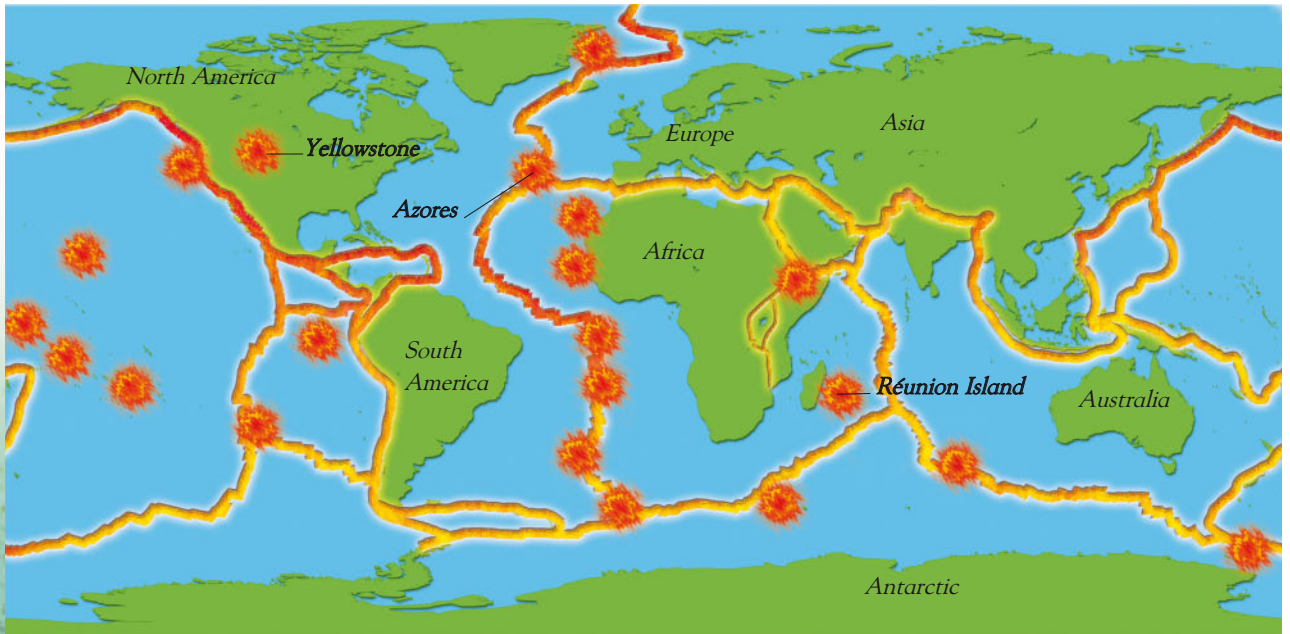 North America
Yellowstone
Azores
Europe
Asia
Africa
South
America
Réunion Island
Australia
Antarctic